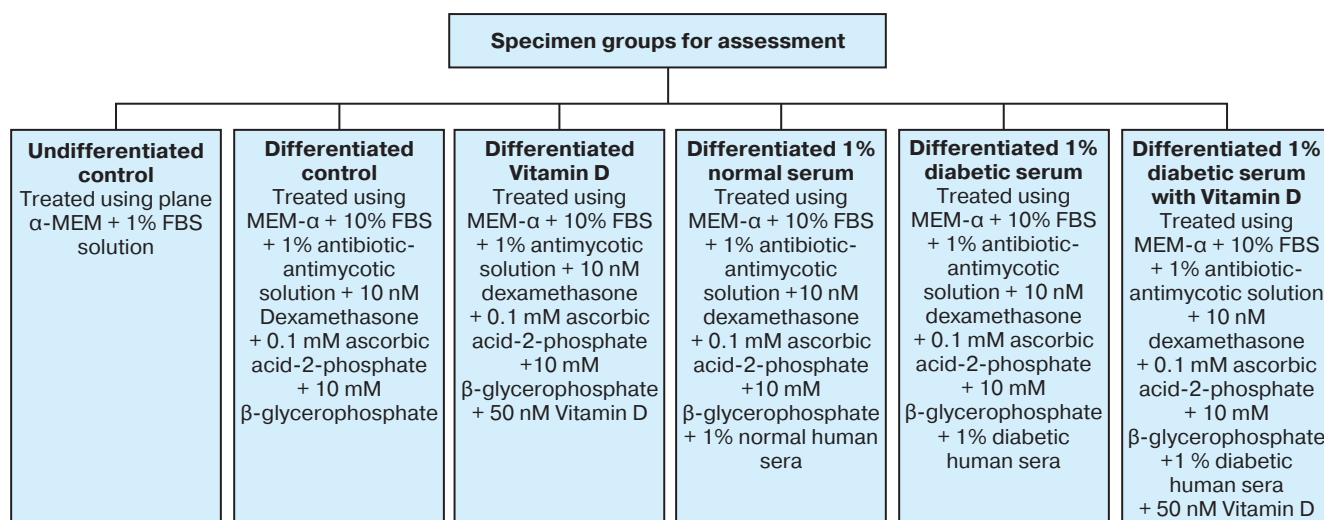 Specimen groups for assessment
Undifferentiated
control
Treated using plane
α-MEM + 1% FBS
solution
Differentiated
control
Treated using
MEM-α + 10% FBS
+ 1% antibiotic-
antimycotic
solution + 10 nM
Dexamethasone
+ 0.1 mM ascorbic
acid-2-phosphate
+ 10 mM
β-glycerophosphate
Differentiated
Vitamin D
Treated using
MEM-α + 10% FBS
+ 1% antimycotic
solution + 10 nM
dexamethasone
+ 0.1 mM ascorbic
acid-2-phosphate
+10 mM
β-glycerophosphate
+ 50 nM Vitamin D
Differentiated 1%
normal serum
Treated using
MEM-α + 10% FBS
+ 1% antibiotic-
antimycotic
solution +10 nM
dexamethasone
+ 0.1 mM ascorbic
acid-2-phosphate
+10 mM
β-glycerophosphate
+ 1% normal human
sera
Differentiated 1%
diabetic serum
Treated using
MEM-α + 10% FBS
+ 1% antibiotic-
antimycotic
solution + 10 nM
dexamethasone
+ 0.1 mM ascorbic
acid-2-phosphate
+ 10 mM
β-glycerophosphate
+ 1% diabetic
human sera
Differentiated 1%
diabetic serum
with Vitamin D
Treated using
MEM-α + 10% FBS
+ 1% antibiotic-
antimycotic solution
+ 10 nM
dexamethasone
+ 0.1 mM ascorbic
acid-2-phosphate
+ 10 mM
β-glycerophosphate
+1 % diabetic
human sera
+ 50 nM Vitamin D